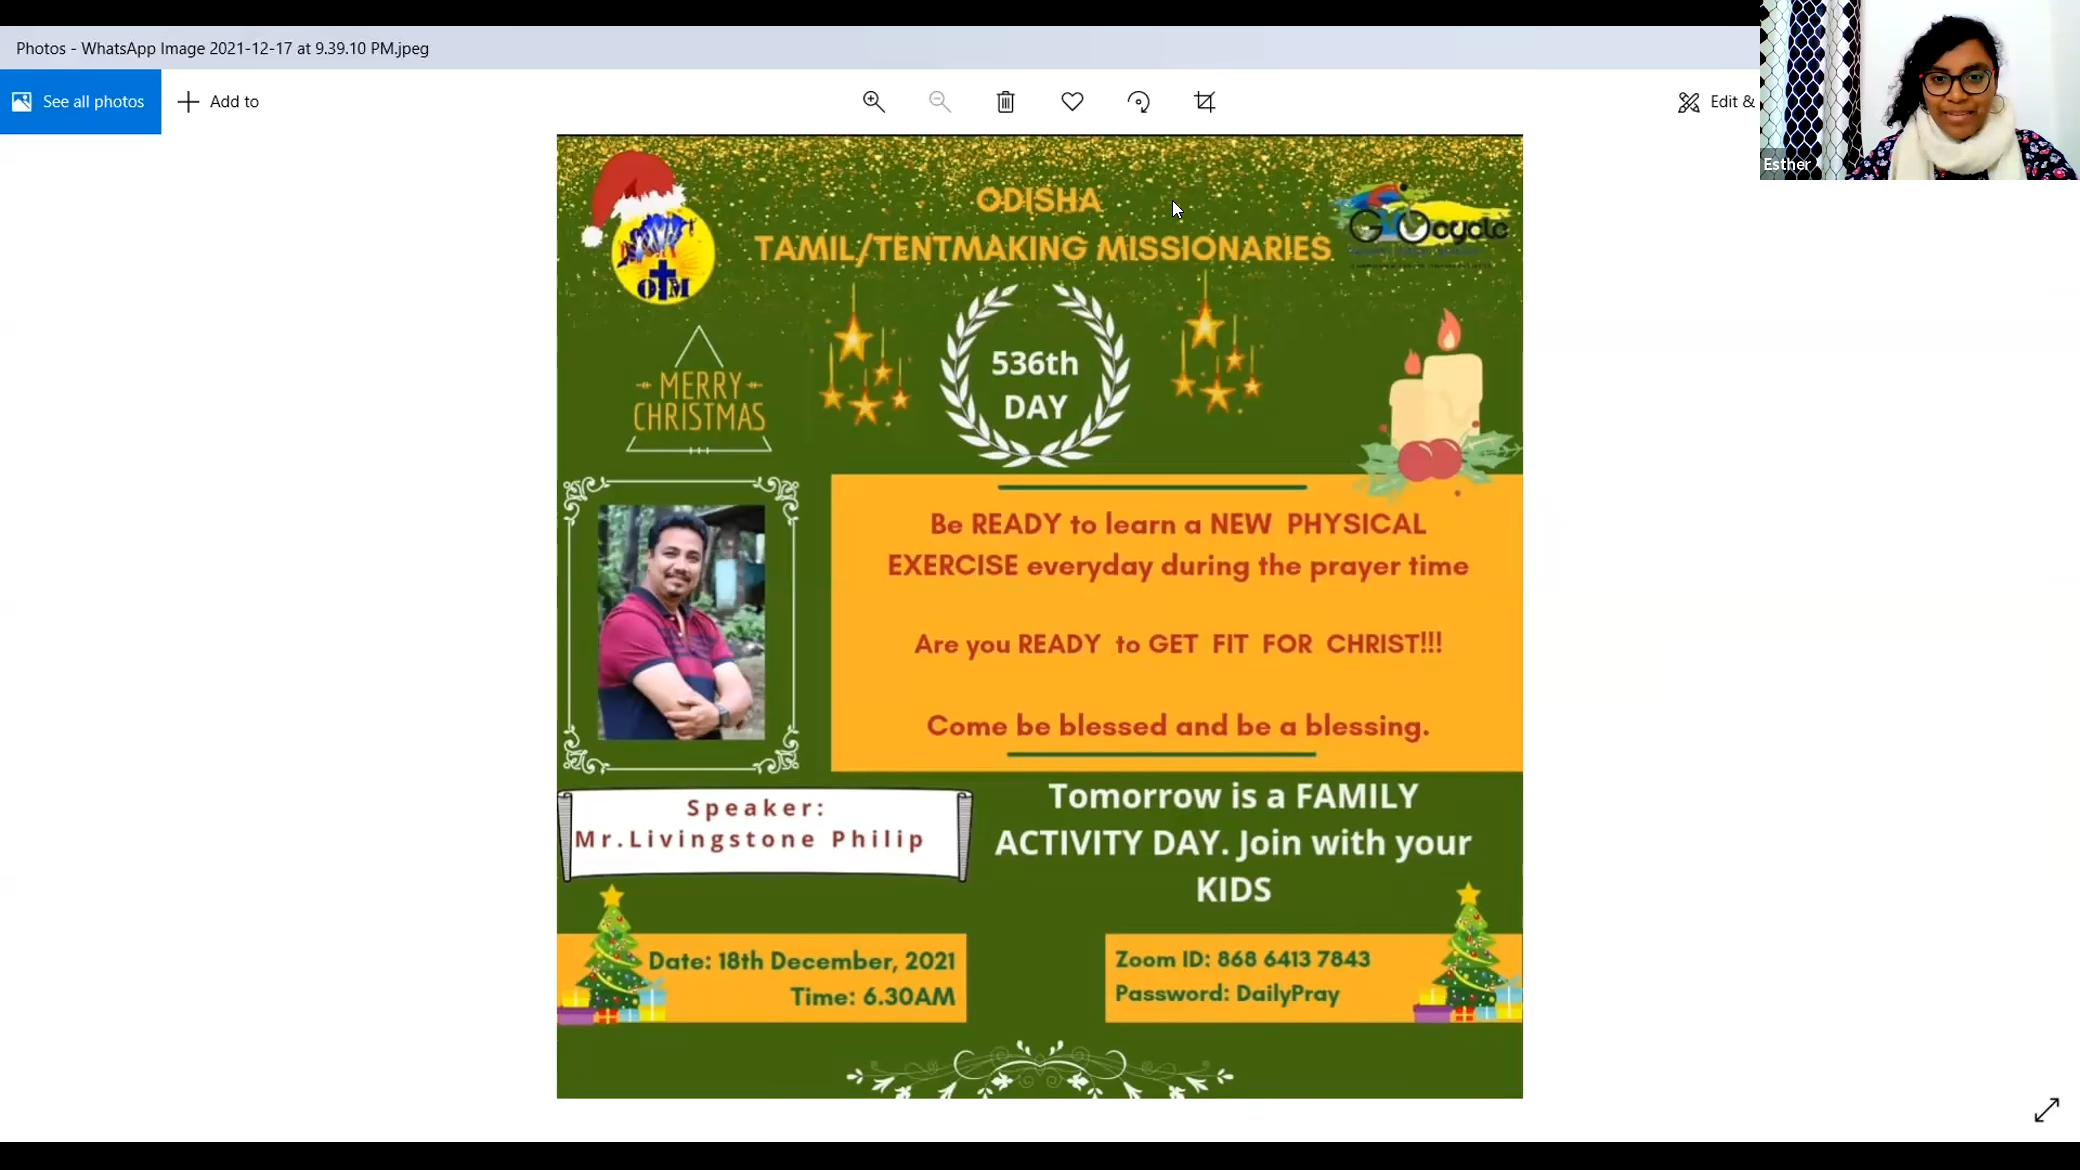 Photos - WhatsApp Image 2021-12-17 at 9.39.10 PM.jpeg
See all photos
Add to
Edit &
Esther
ODISHA
TAMIL/TENTMAKING MISSIONARIES
OTM
GOcycle
MERRY
CHRISTMAS
536th
DAY
Be READY to learn a NEW PHYSICAL
EXERCISE everyday during the prayer time
Are you READY to GET FIT FOR CHRIST!!!
Come be blessed and be a blessing.
Speaker:
Mr.Livingstone Philip
Tomorrow is a FAMILY
ACTIVITY DAY. Join with your
KIDS
Date: 18th December, 2021
Time: 6.30AM
Zoom ID: 868 6413 7843
Password: DailyPray